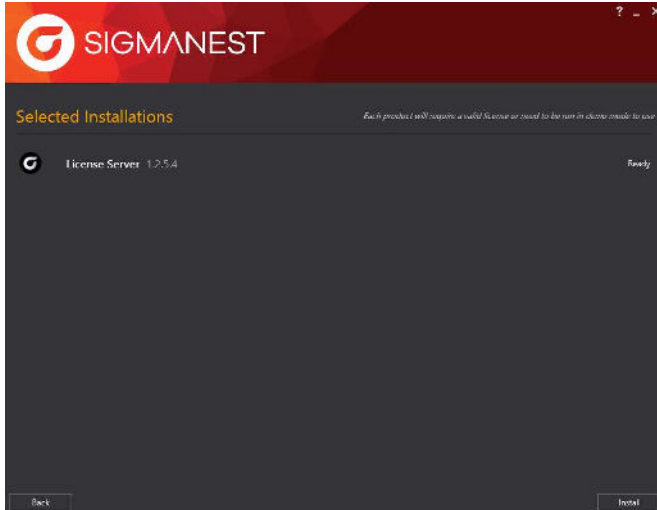 ? _ ×
SIGMANEST
Selected Installations
Each product will require a valid license or need to be run in demo mode to use
License Server 1.2.5.4
Ready
Back
Install